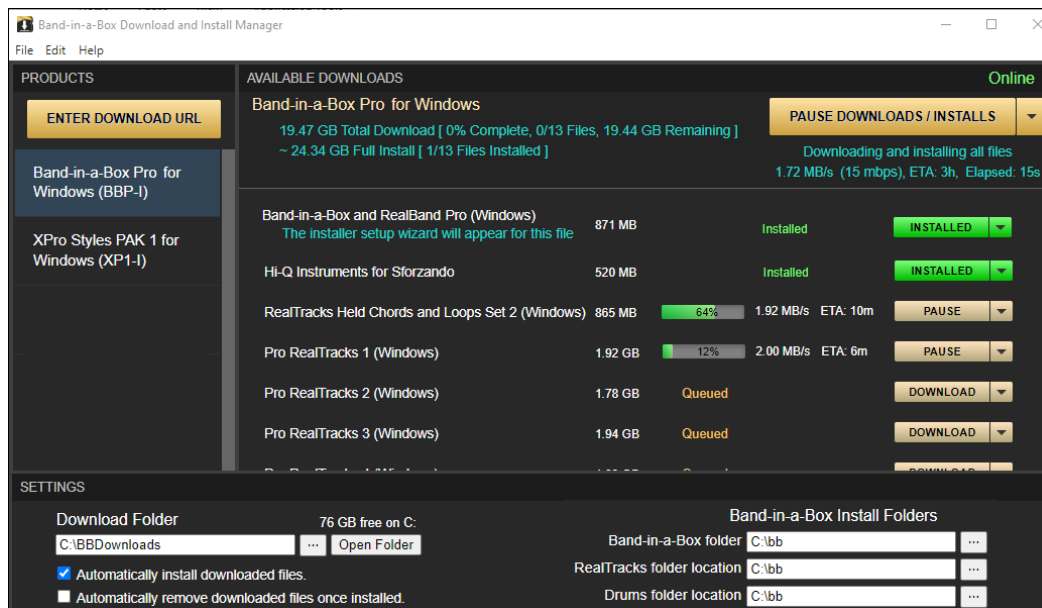 Band-in-a-Box Download and Install Manager
File Edit Help
PRODUCTS
ENTER DOWNLOAD URL
Band-in-a-Box Pro for
Windows (BBP-I)
XPro Styles PAK 1 for
Windows (XP1-I)
AVAILABLE DOWNLOADS
Online
Band-in-a-Box Pro for Windows
19.47 GB Total Download [ 0% Complete, 0/13 Files, 19.44 GB Remaining ]
~ 24.34 GB Full Install [ 1/13 Files Installed ]
PAUSE DOWNLOADS / INSTALLS
Downloading and installing all files
1.72 MB/s (15 mbps), ETA: 3h, Elapsed: 15s
Band-in-a-Box and RealBand Pro (Windows) 871 MB Installed INSTALLED
The installer setup wizard will appear for this file
Hi-Q Instruments for Sforzando 520 MB Installed INSTALLED
RealTracks Held Chords and Loops Set 2 (Windows) 865 MB 64% 1.92 MB/s ETA: 10m PAUSE
Pro RealTracks 1 (Windows) 1.92 GB 12% 2.00 MB/s ETA: 6m PAUSE
Pro RealTracks 2 (Windows) 1.78 GB Queued DOWNLOAD
Pro RealTracks 3 (Windows) 1.94 GB Queued DOWNLOAD
SETTINGS
Download Folder 76 GB free on C:
C:\BBDownloads ... Open Folder
Automatically install downloaded files.
Automatically remove downloaded files once installed.
Band-in-a-Box Install Folders
Band-in-a-Box folder C:\bb ...
RealTracks folder location C:\bb ...
Drums folder location C:\bb ...